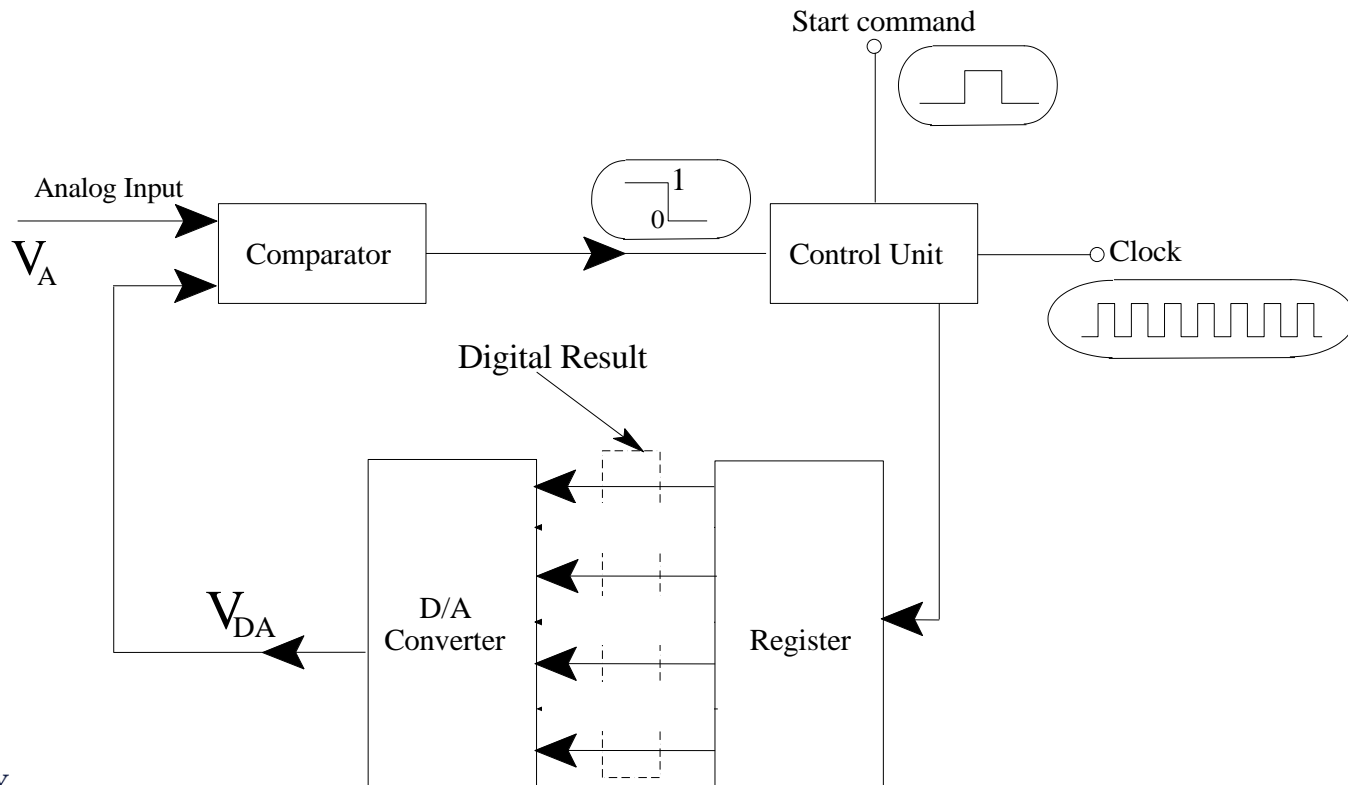 Start command
Analog Input
1
0
Comparator
Control Unit
Clock
V_A
Digital Result
V_DA
D/A
Converter
Register